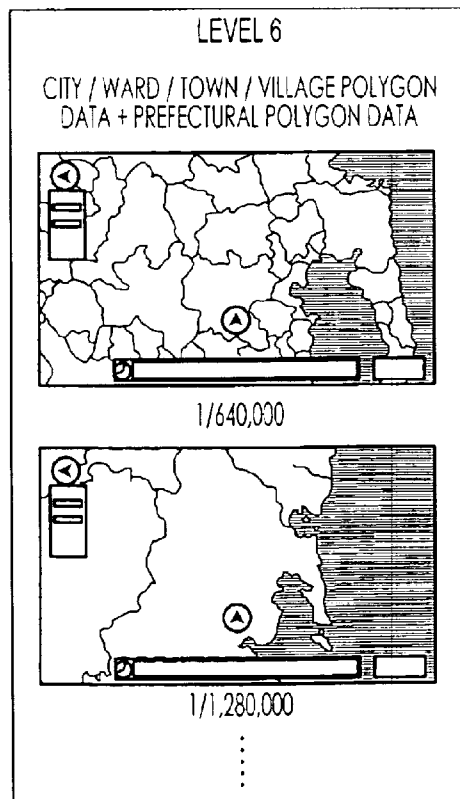 LEVEL 6
CITY / WARD / TOWN / VILLAGE POLYGON
DATA + PREFECTURAL POLYGON DATA
1/640,000
1/1,280,000